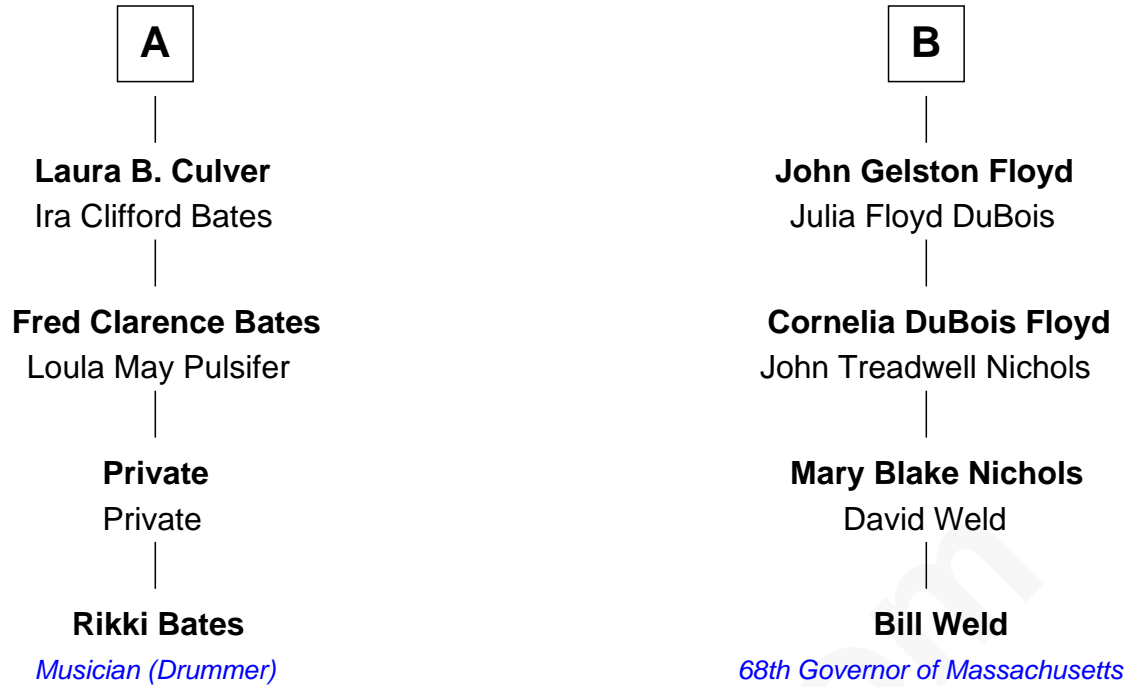 A
Laura B. Culver
Ira Clifford Bates
Fred Clarence Bates
Loula May Pulsifer
Private
Private
Rikki Bates
Musician (Drummer)
B
John Gelston Floyd
Julia Floyd DuBois
Cornelia DuBois Floyd
John Treadwell Nichols
Mary Blake Nichols
David Weld
Bill Weld
68th Governor of Massachusetts